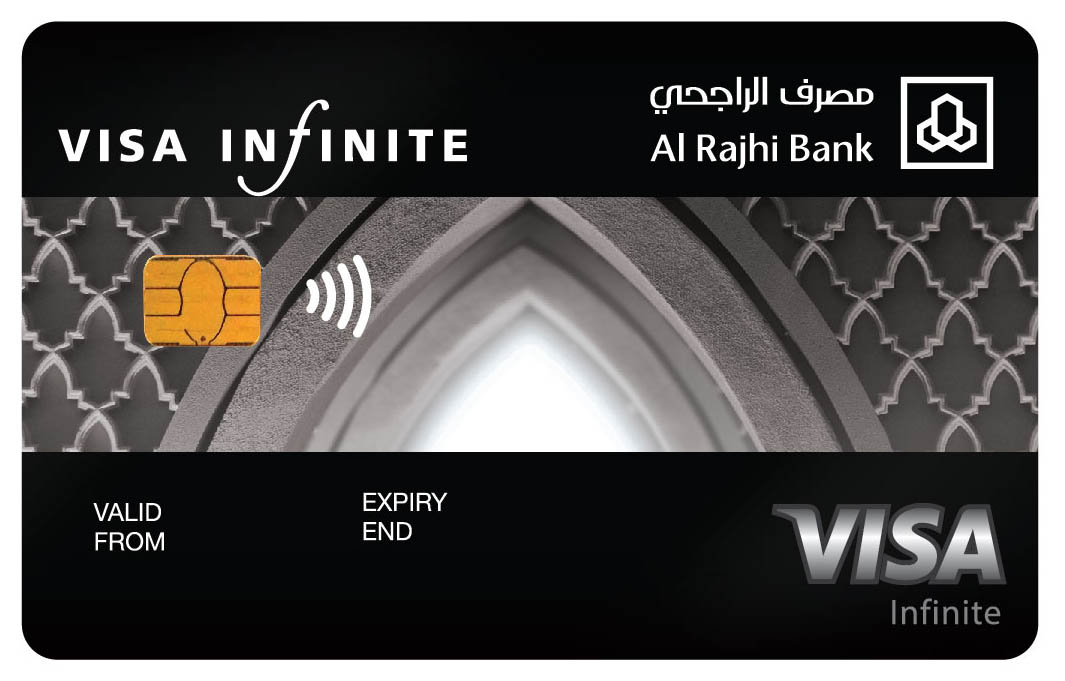 VISA INFINITE
مصرف الراجحي
Al Rajhi Bank
VALID
FROM
EXPIRY
END
VISA
Infinite